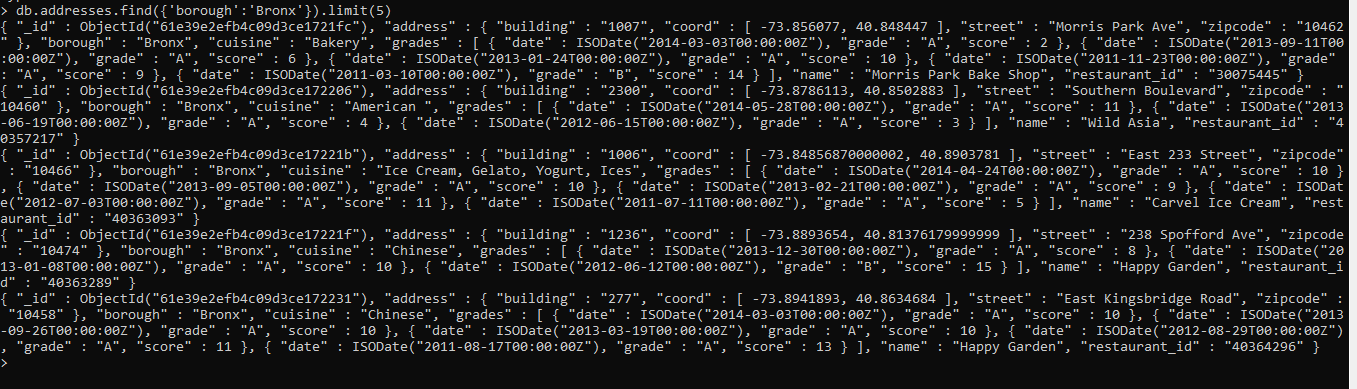 > db.addresses.find({'borough':'Bronx'}).limit(5)
{ "_id" : ObjectId("61e39e2efb4c09d3ce1721fc"), "address" : { "building" : "1007", "coord" : [ -73.856077, 40.848447 ], "street" : "Morris Park Ave", "zipcode" : "10462
" }, "borough" : "Bronx", "cuisine" : "Bakery", "grades" : [ { "date" : ISODate("2014-03-03T00:00:00Z"), "grade" : "A", "score" : 2 }, { "date" : ISODate("2013-09-11T00
:00:00Z"), "grade" : "A", "score" : 6 }, { "date" : ISODate("2013-01-24T00:00:00Z"), "grade" : "A", "score" : 10 }, { "date" : ISODate("2011-11-23T00:00:00Z"), "grade"
: "A", "score" : 9 }, { "date" : ISODate("2011-03-10T00:00:00Z"), "grade" : "B", "score" : 14 } ], "name" : "Morris Park Bake Shop", "restaurant_id" : "30075445" }
{ "_id" : ObjectId("61e39e2efb4c09d3ce172206"), "address" : { "building" : "2300", "coord" : [ -73.8786113, 40.8502883 ], "street" : "Southern Boulevard", "zipcode" : "
10460" }, "borough" : "Bronx", "cuisine" : "American ", "grades" : [ { "date" : ISODate("2014-05-28T00:00:00Z"), "grade" : "A", "score" : 11 }, { "date" : ISODate("2013
-06-19T00:00:00Z"), "grade" : "A", "score" : 4 }, { "date" : ISODate("2012-06-15T00:00:00Z"), "grade" : "A", "score" : 3 } ], "name" : "Wild Asia", "restaurant_id" : "4
0357217" }
{ "_id" : ObjectId("61e39e2efb4c09d3ce17221b"), "address" : { "building" : "1006", "coord" : [ -73.84856870000002, 40.8903781 ], "street" : "East 233 Street", "zipcode"
 : "10466" }, "borough" : "Bronx", "cuisine" : "Ice Cream, Gelato, Yogurt, Ices", "grades" : [ { "date" : ISODate("2014-04-24T00:00:00Z"), "grade" : "A", "score" : 10 }
, { "date" : ISODate("2013-09-05T00:00:00Z"), "grade" : "A", "score" : 10 }, { "date" : ISODate("2013-02-21T00:00:00Z"), "grade" : "A", "score" : 9 }, { "date" : ISODat
e("2012-07-03T00:00:00Z"), "grade" : "A", "score" : 11 }, { "date" : ISODate("2011-07-11T00:00:00Z"), "grade" : "A", "score" : 5 } ], "name" : "Carvel Ice Cream", "rest
aurant_id" : "40363093" }
{ "_id" : ObjectId("61e39e2efb4c09d3ce17221f"), "address" : { "building" : "1236", "coord" : [ -73.8893654, 40.81376179999999 ], "street" : "238 Spofford Ave", "zipcode
" : "10474" }, "borough" : "Bronx", "cuisine" : "Chinese", "grades" : [ { "date" : ISODate("2013-12-30T00:00:00Z"), "grade" : "A", "score" : 8 }, { "date" : ISODate("20
13-01-08T00:00:00Z"), "grade" : "A", "score" : 10 }, { "date" : ISODate("2012-06-12T00:00:00Z"), "grade" : "B", "score" : 15 } ], "name" : "Happy Garden", "restaurant_i
d" : "40363289" }
{ "_id" : ObjectId("61e39e2efb4c09d3ce172231"), "address" : { "building" : "277", "coord" : [ -73.8941893, 40.8634684 ], "street" : "East Kingsbridge Road", "zipcode" :
 "10458" }, "borough" : "Bronx", "cuisine" : "Chinese", "grades" : [ { "date" : ISODate("2014-03-03T00:00:00Z"), "grade" : "A", "score" : 10 }, { "date" : ISODate("2013
-09-26T00:00:00Z"), "grade" : "A", "score" : 10 }, { "date" : ISODate("2013-03-19T00:00:00Z"), "grade" : "A", "score" : 10 }, { "date" : ISODate("2012-08-29T00:00:00Z")
, "grade" : "A", "score" : 11 }, { "date" : ISODate("2011-08-17T00:00:00Z"), "grade" : "A", "score" : 13 } ], "name" : "Happy Garden", "restaurant_id" : "40364296" }
>